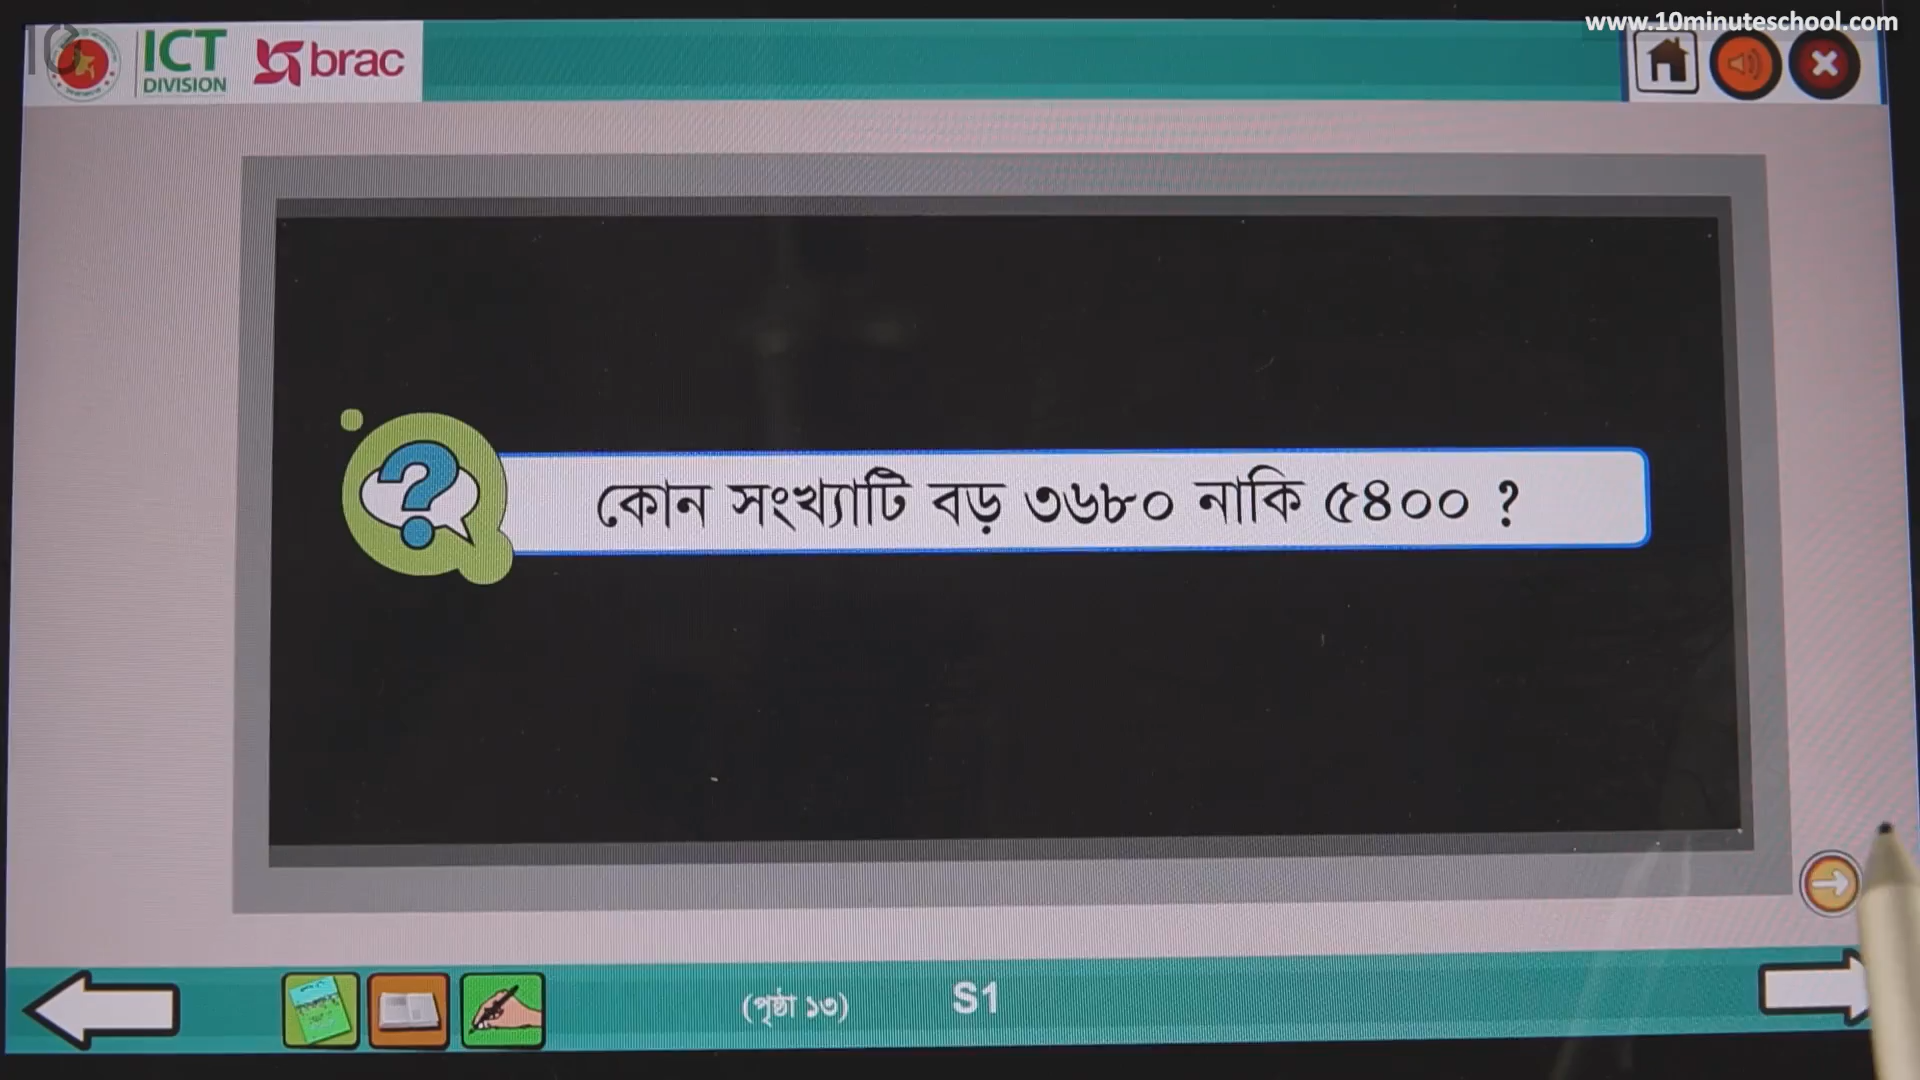 www.10minuteschool.com
ICT
DIVISION
brac
কোন সংখ্যাটি বড় ৩৬৮০ নাকি ৫৪০০ ?
(পৃষ্ঠা ১৩)
S1